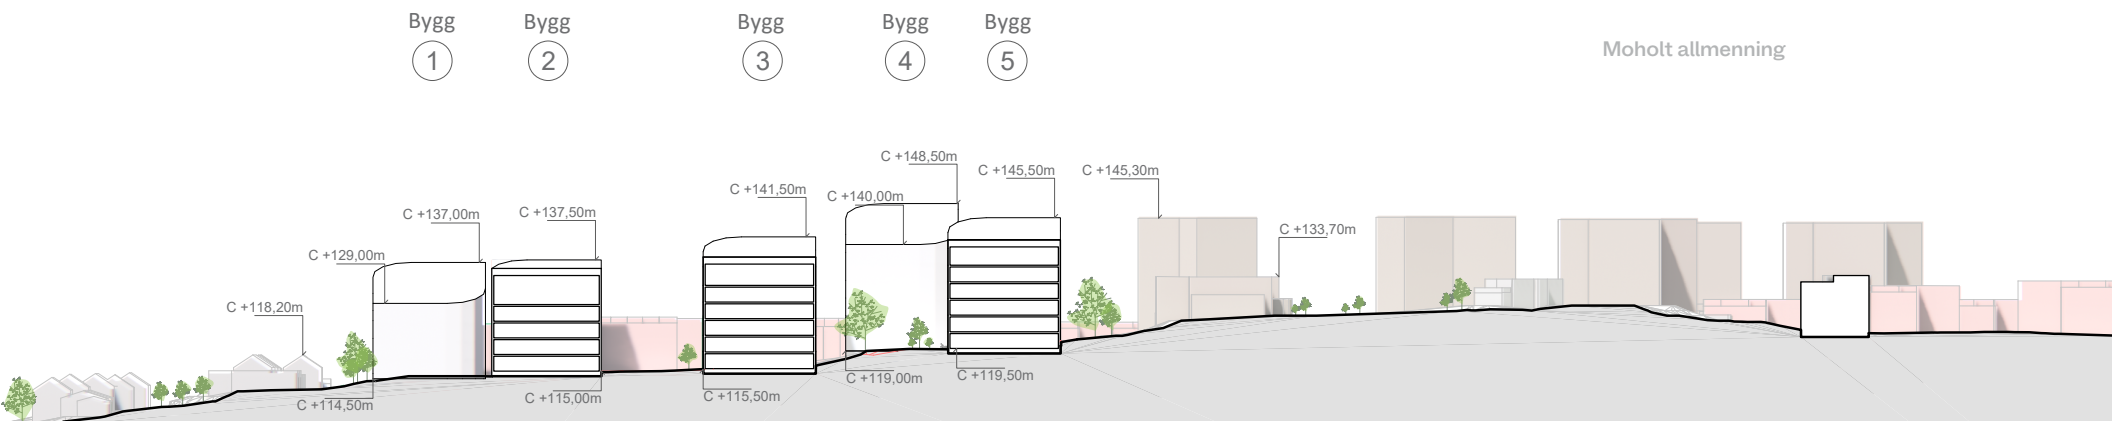 Bygg
1
Bygg
2
Bygg
3
Bygg
4
Bygg
5
Moholt allmenning
C +148,50m
C +145,50m
C +145,30m
C +141,50m
C +140,00m
C +137,00m
C +137,50m
C +133,70m
C +129,00m
C +118,20m
C +119,00m
C +119,50m
C +114,50m
C +115,00m
C +115,50m